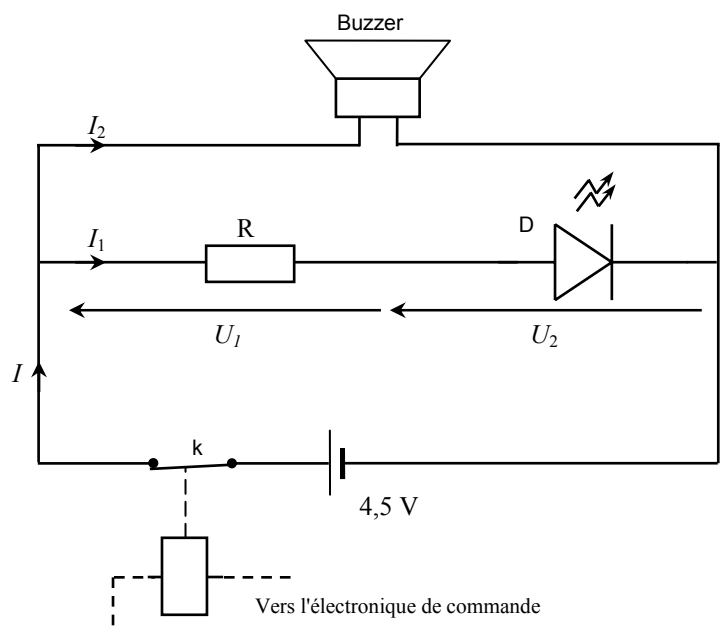 Buzzer
I₂
I₁
R
D
U₁
U₂
I
k
4,5 V
Vers l'électronique de commande